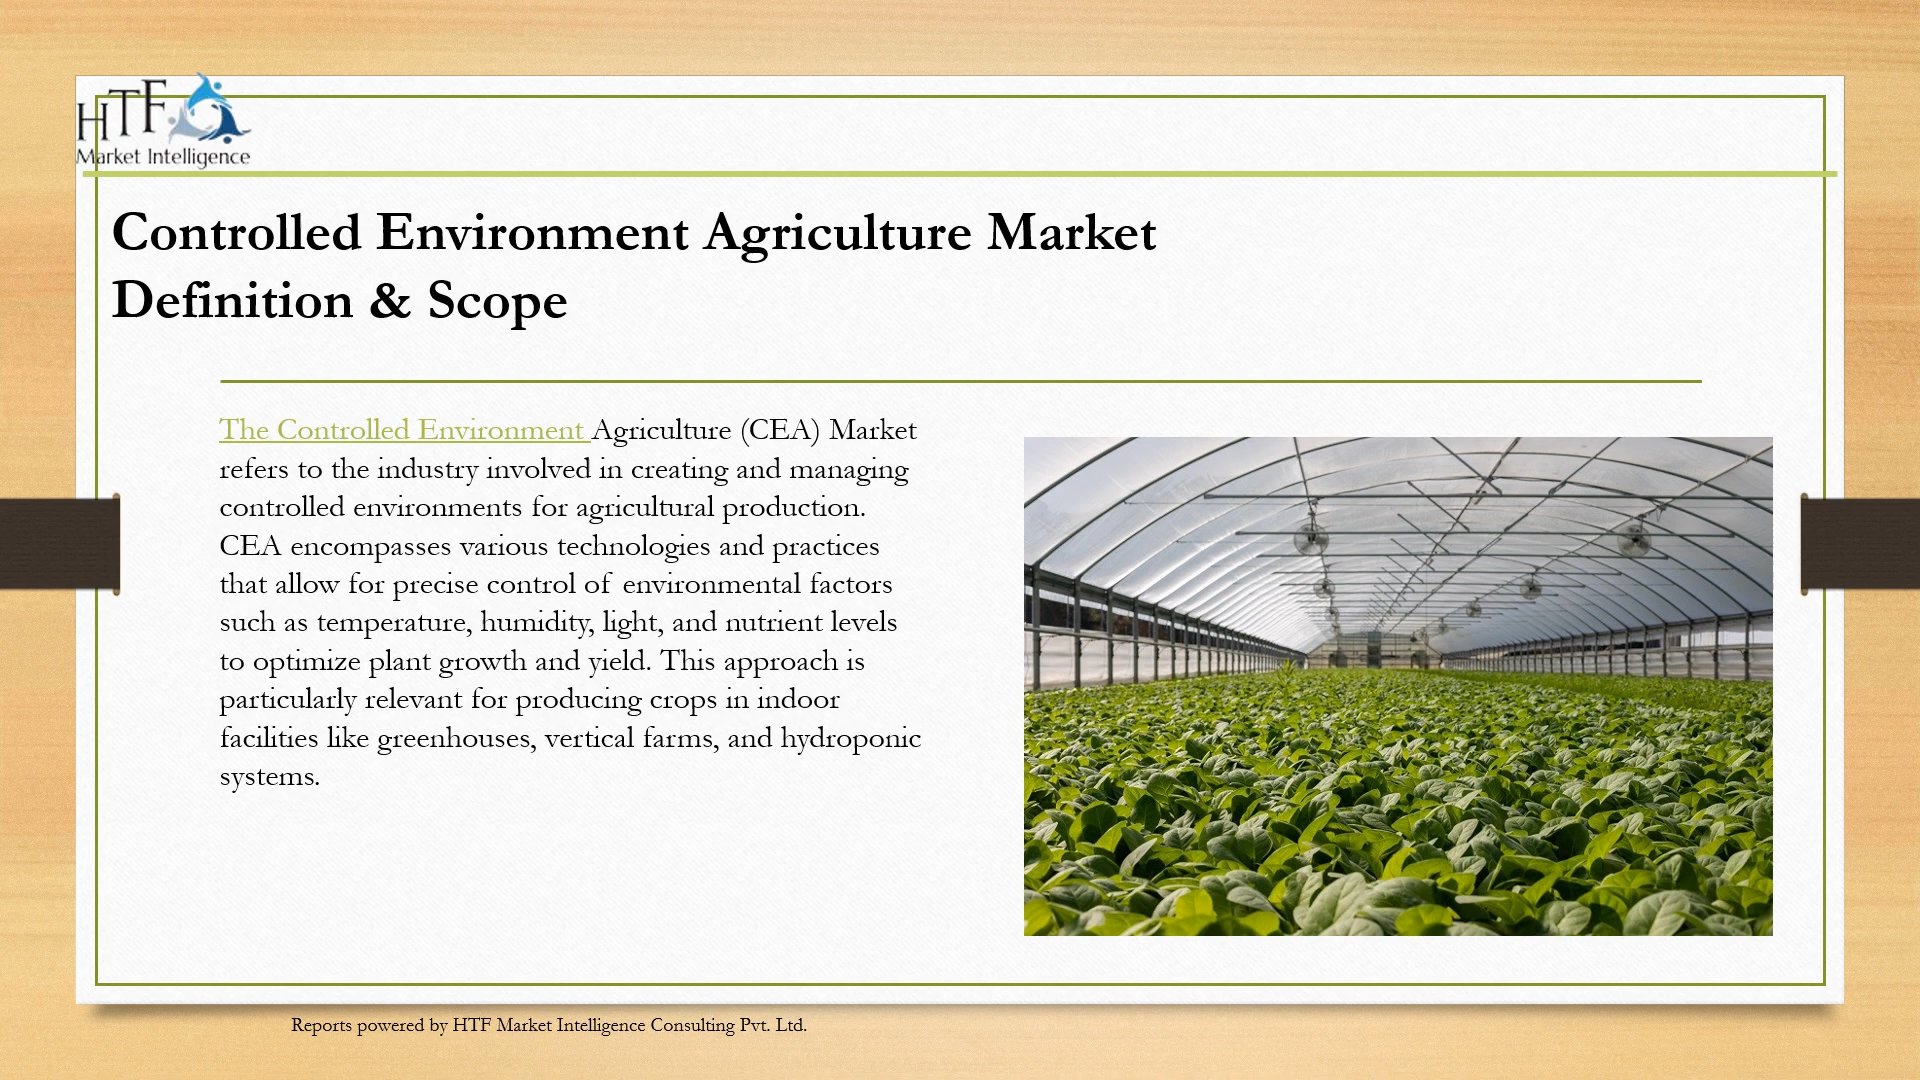 HTF
Market Intelligence
Controlled Environment Agriculture Market
Definition & Scope
The Controlled Environment Agriculture (CEA) Market
refers to the industry involved in creating and managing
controlled environments for agricultural production.
CEA encompasses various technologies and practices
that allow for precise control of environmental factors
such as temperature, humidity, light, and nutrient levels
to optimize plant growth and yield. This approach is
particularly relevant for producing crops in indoor
facilities like greenhouses, vertical farms, and hydroponic
systems.
Reports powered by HTF Market Intelligence Consulting Pvt. Ltd.